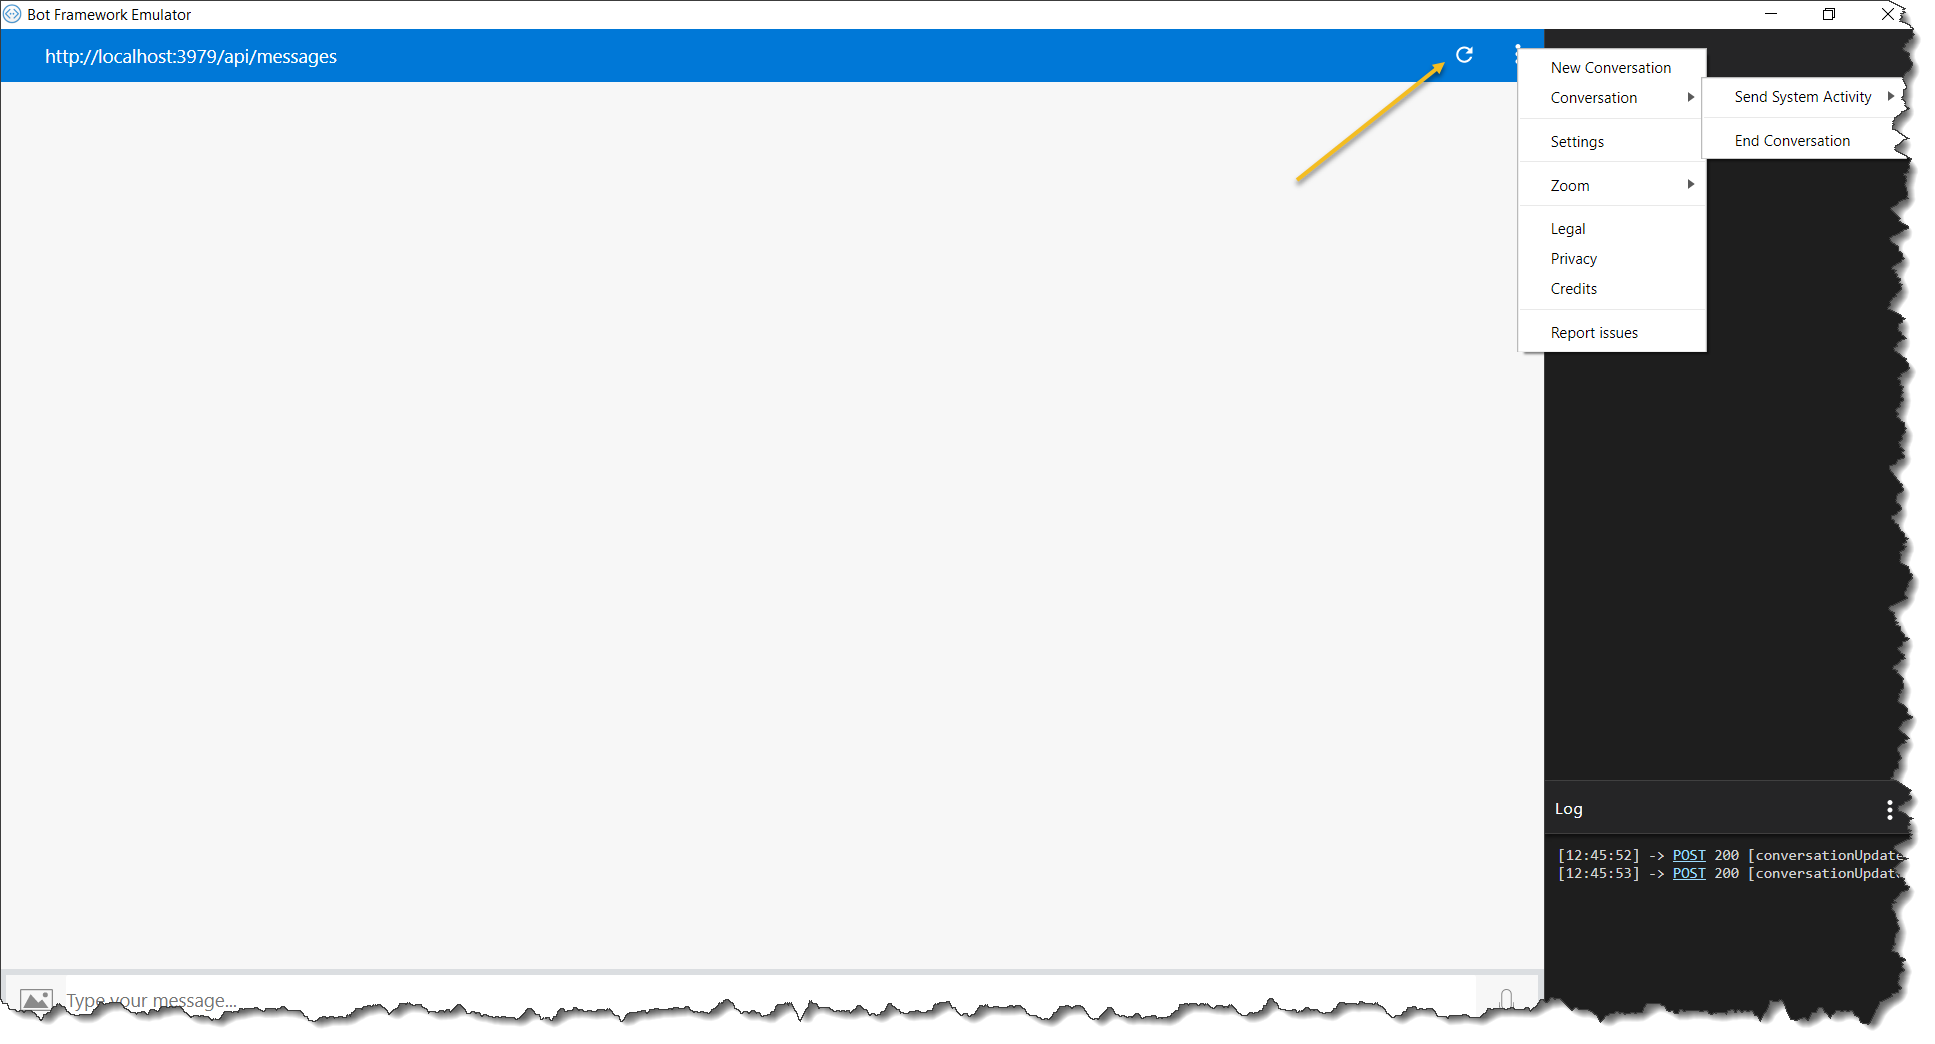 Bot Framework Emulator
http://localhost:3979/api/messages
New Conversation
Conversation
Send System Activity
End Conversation
Settings
Zoom
Legal
Privacy
Credits
Report issues
Log
[12:45:52] -> POST 200 [conversationUpdate
[12:45:53] -> POST 200 [conversationUpdat
Type your message...